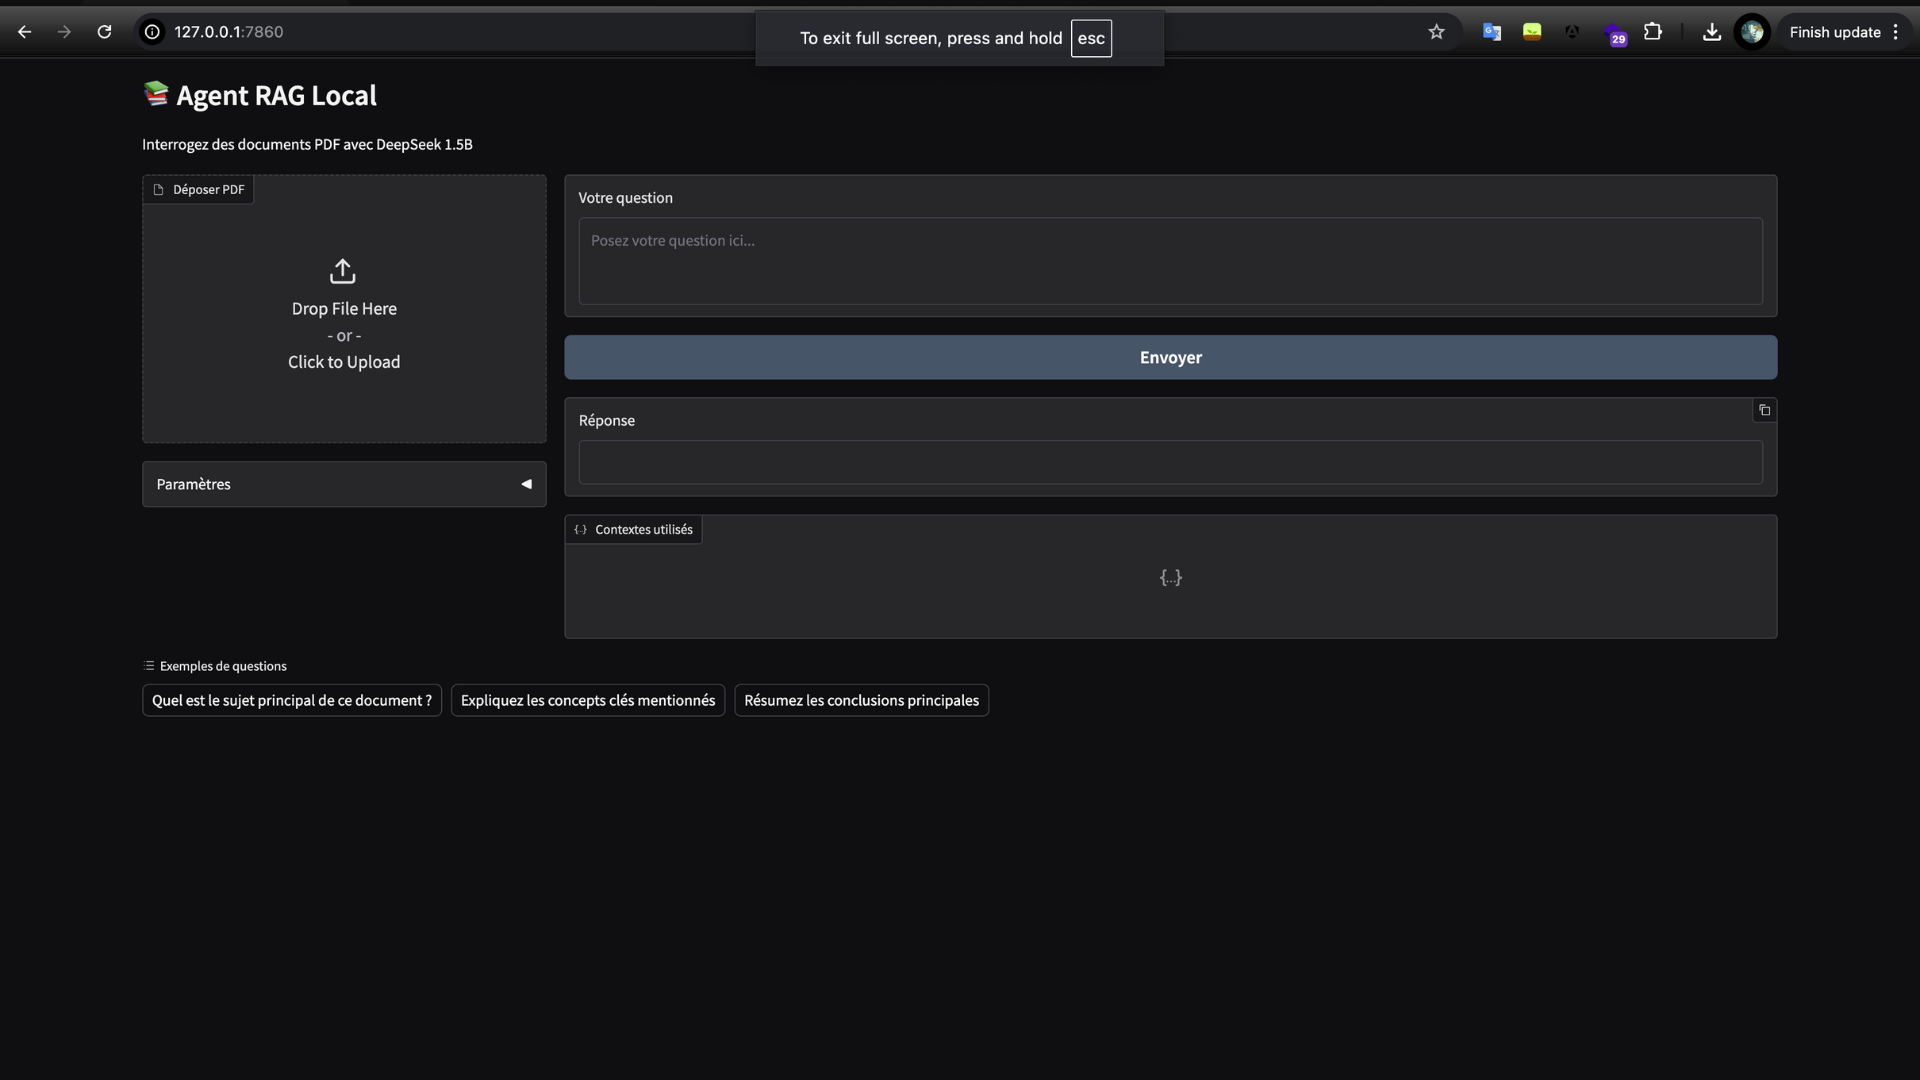 127.0.0.1:7860
To exit full screen, press and hold esc
29
Finish update
Agent RAG Local
Interrogez des documents PDF avec DeepSeek 1.5B
Déposer PDF
Drop File Here
- or -
Click to Upload
Paramètres
Votre question
Posez votre question ici...
Envoyer
Réponse
{..} Contextes utilisés
{...}
Exemples de questions
Quel est le sujet principal de ce document ?
Expliquez les concepts clés mentionnés
Résumez les conclusions principales